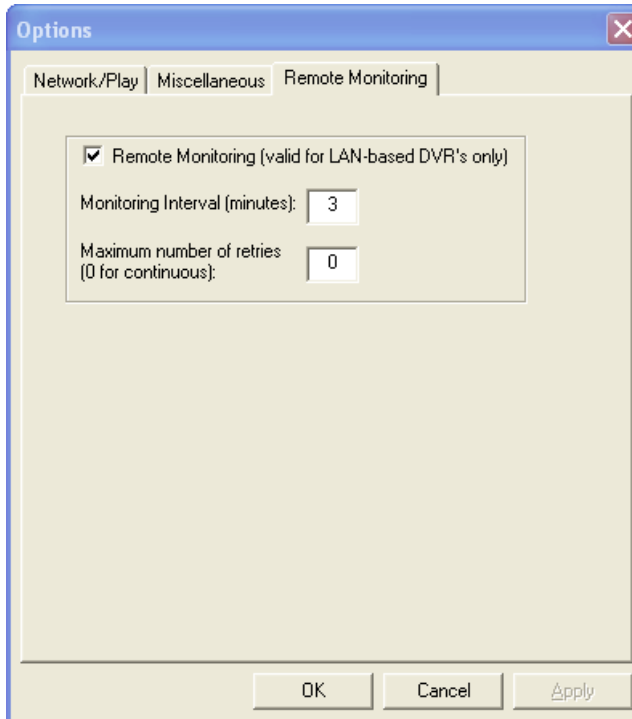 Options
Network/Play Miscellaneous Remote Monitoring
Remote Monitoring (valid for LAN-based DVR's only)
Monitoring Interval (minutes): 3
Maximum number of retries
(0 for continuous): 0
OK Cancel Apply